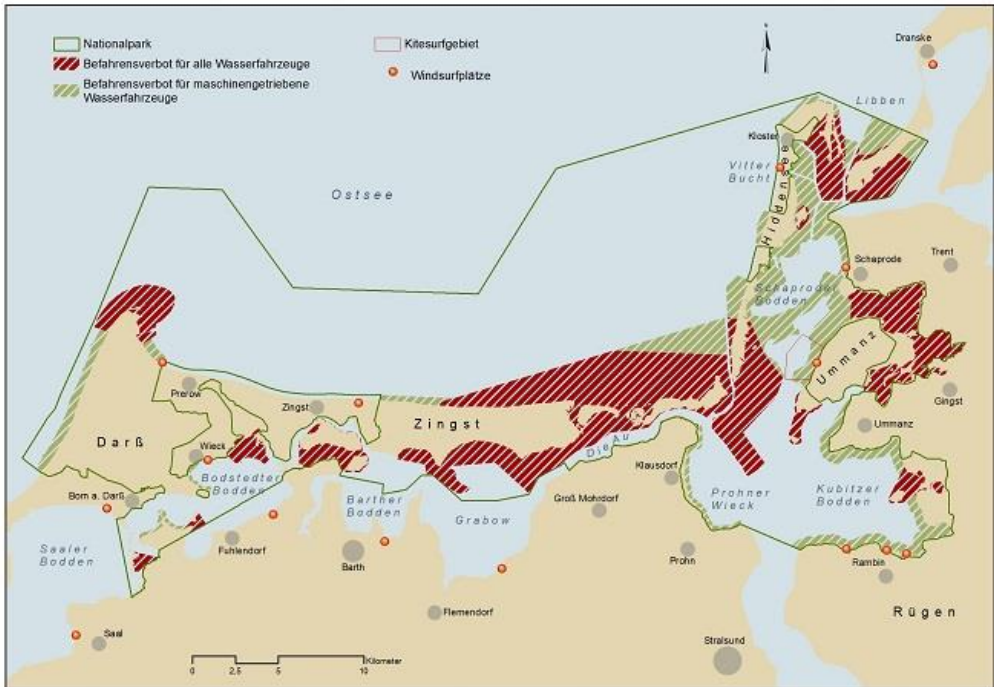 Nationalpark
Befahrensverbot für alle Wasserfahrzeuge
Befahrensverbot für maschinengetriebene
Wasserfahrzeuge
Kitesurfgebiet
Windsurfplätze
Dranske
Libben
Kloster
Vitter
Bucht
Hiddensee
Ostsee
Schaprode
Trent
Schaproder
Bodden
Ummanz
Gingst
Ummanz
Prerow
Zingst
Zingst
Darß
Wieck
Die Au
Klausdorf
Bodstedter
Bodden
Born a. Darß
Barther
Bodden
Grabow
Groß Mohrdorf
Prohner
Wieck
Kubitzer
Bodden
Saaler
Bodden
Fuhlendorf
Barth
Prohn
Rambin
Rügen
Flemendorf
Saal
Stralsund
Kilometer
0 2.5 5 10